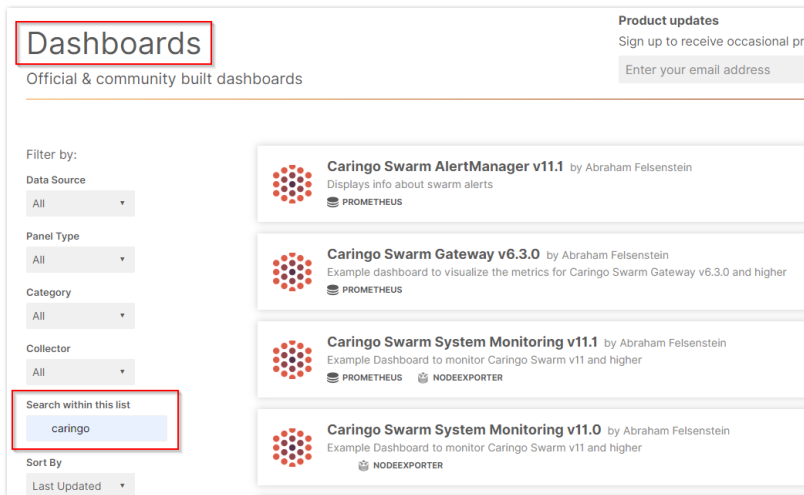 Dashboards
Official & community built dashboards
Product updates
Sign up to receive occasional pr
Enter your email address
Filter by:
Data Source
All
Panel Type
All
Category
All
Collector
All
Search within this list
caringo
Sort By
Last Updated
Caringo Swarm AlertManager v11.1 by Abraham Felsenstein
Displays info about swarm alerts
PROMETHEUS
Caringo Swarm Gateway v6.3.0 by Abraham Felsenstein
Example dashboard to visualize the metrics for Caringo Swarm Gateway v6.3.0 and higher
PROMETHEUS
Caringo Swarm System Monitoring v11.1 by Abraham Felsenstein
Example Dashboard to monitor Caringo Swarm v11 and higher
PROMETHEUS NODEEXPORTER
Caringo Swarm System Monitoring v11.0 by Abraham Felsenstein
Example Dashboard to monitor Caringo Swarm v11 and higher
NODEEXPORTER